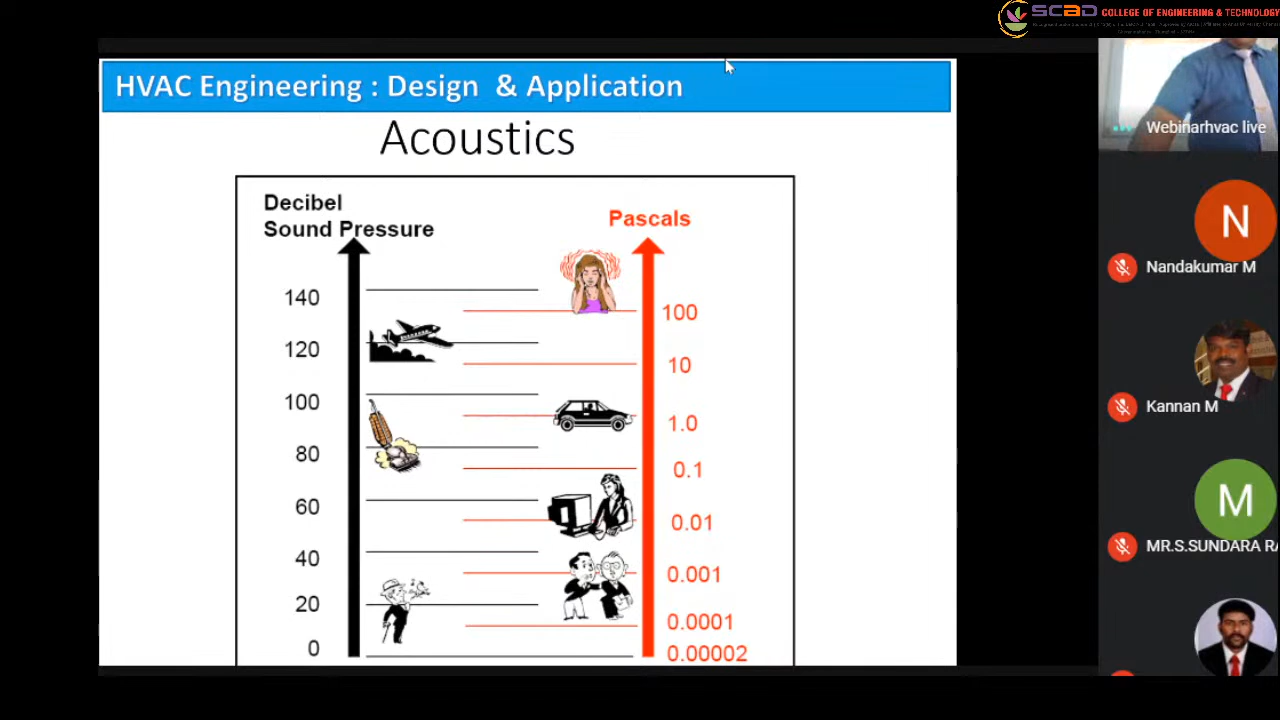 SCAD COLLEGE OF ENGINEERING & TECHNOLOGY
HVAC Engineering : Design & Application
Acoustics
Decibel
Sound Pressure
Pascals
140
120
100
80
60
40
20
0
100
10
1.0
0.1
0.01
0.001
0.0001
0.00002
Webinarhvac live
N
Nandakumar M
Kannan M
M
MR.S.SUNDARA RA